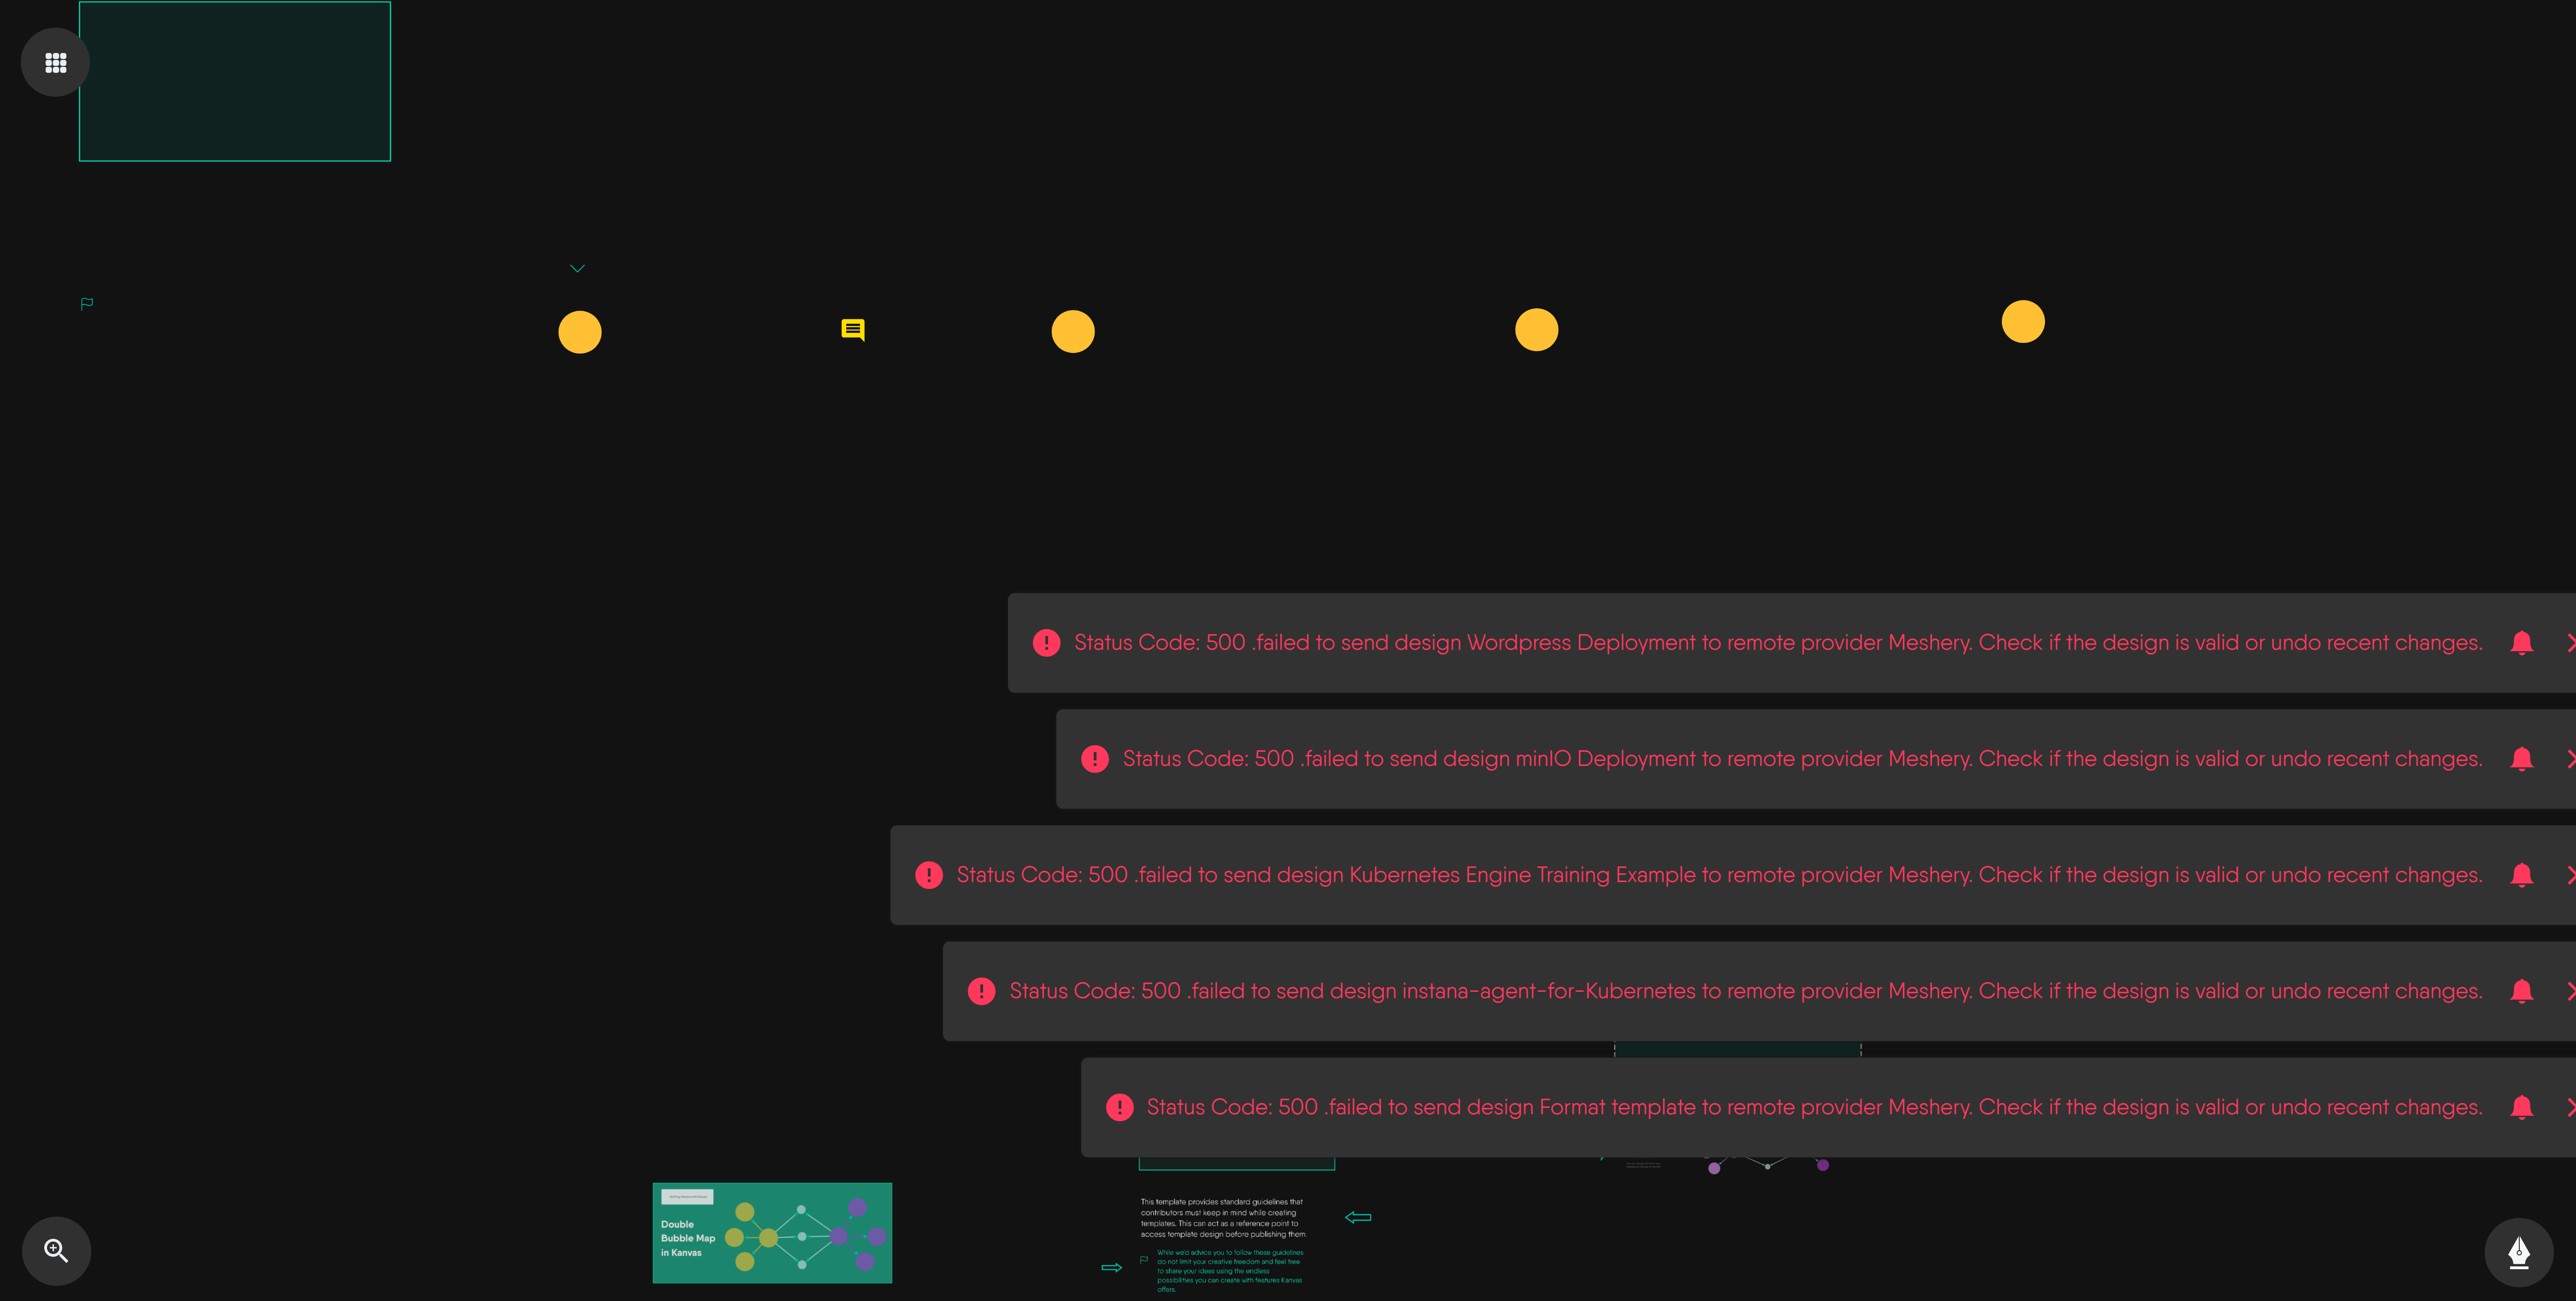 Status Code: 500 .failed to send design Wordpress Deployment to remote provider Meshery. Check if the design is valid or undo recent changes.
Status Code: 500 .failed to send design minIO Deployment to remote provider Meshery. Check if the design is valid or undo recent changes.
Status Code: 500 .failed to send design Kubernetes Engine Training Example to remote provider Meshery. Check if the design is valid or undo recent changes.
Status Code: 500 .failed to send design instana-agent-for-Kubernetes to remote provider Meshery. Check if the design is valid or undo recent changes.
Status Code: 500 .failed to send design Format template to remote provider Meshery. Check if the design is valid or undo recent changes.
Double
Bubble Map
in Kanvas
This template provides standard guidelines that
contributors must keep in mind while creating
templates. This can act as a reference point to
access template design before publishing them.
While we'd advice you to follow these guidelines
do not limit your creative freedom and feel free
to share your ideas using the endless
possibilities you can create with features Kanvas
offers.